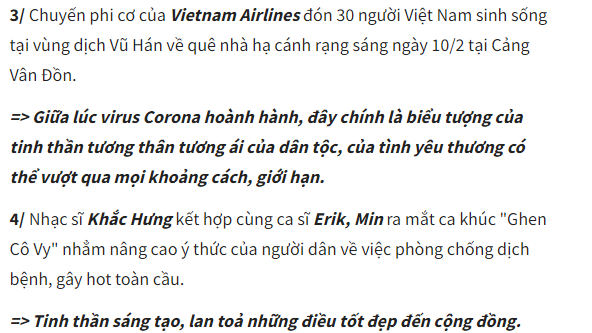 3/ Chuyến phi cơ của Vietnam Airlines đón 30 người Việt Nam sinh sống
tại vùng dịch Vũ Hán về quê nhà hạ cánh rạng sáng ngày 10/2 tại Cảng
Vân Đồn.
=> Giữa lúc virus Corona hoành hành, đây chính là biểu tượng của
tinh thần tương thân tương ái của dân tộc, của tình yêu thương có
thể vượt qua mọi khoảng cách, giới hạn.
4/ Nhạc sĩ Khắc Hưng kết hợp cùng ca sĩ Erik, Min ra mắt ca khúc "Ghen
Cô Vy" nhằm nâng cao ý thức của người dân về việc phòng chống dịch
bệnh, gây hot toàn cầu.
=> Tinh thần sáng tạo, lan toả những điều tốt đẹp đến cộng đồng.